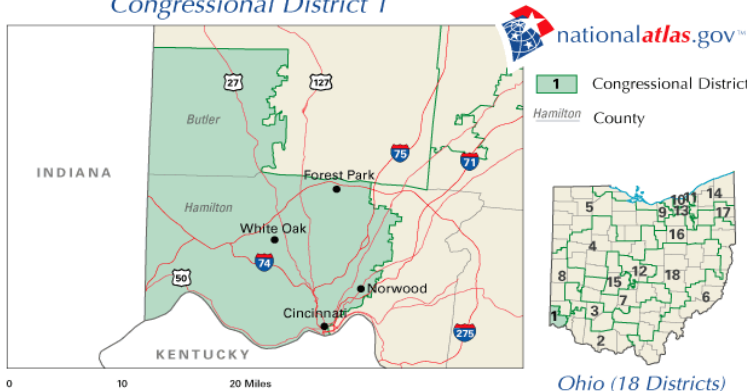 Congressional District 1
nationalatlas.gov™
1 Congressional District
Hamilton County
27
127
Butler
75
71
INDIANA
Forest Park
Hamilton
White Oak
74
50
Norwood
Cincinnati
275
KENTUCKY
0 10 20 Miles
5
10
11
14
9
13
17
16
4
8
12
18
15
7
6
1
3
2
Ohio (18 Districts)